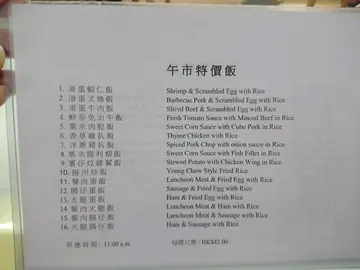 午市特價飯
1. 滑蛋蝦仁飯 Shrimp & Scrambled Egg with Rice
2. 滑蛋叉燒飯 Barbecue Pork & Scrambled Egg with Rice
3. 滑蛋牛肉飯 Sliced Beef & Scrambled Egg with Rice
4. 鮮茄免治牛飯 Fresh Tomato Sauce with Minced Beef in Rice
5. 粟米肉粒飯 Sweet Corn Sauce with Cube Pork in Rice
6. 香草雞扒飯 Thyme Chicken with Rice
7. 洋蔥豬扒飯 Spiced Pork Chop with onion sauce in Rice
8. 粟米龍利柳飯 Sweet Corn Sauce with Fish Fillet in Rice
9. 薯仔炆雞翼飯 Stewed Potato with Chicken Wing in Rice
10. 揚州炒飯 Yeung Chow Style Fried Rice
11. 餐肉蛋飯 Luncheon Meat & Fried Egg with Rice
12. 腸仔蛋飯 Sausage & Fried Egg with Rice
13. 火腿蛋飯 Ham & Fried Egg with Rice
14. 餐肉火腿飯 Luncheon Meat & Ham with Rice
15. 餐肉腸仔飯 Luncheon Meat & Sausage with Rice
16. 火腿腸仔飯 Ham & Sausage with Rice
供應時間: 11:00 a.m. 每碟只售: HK$42.00